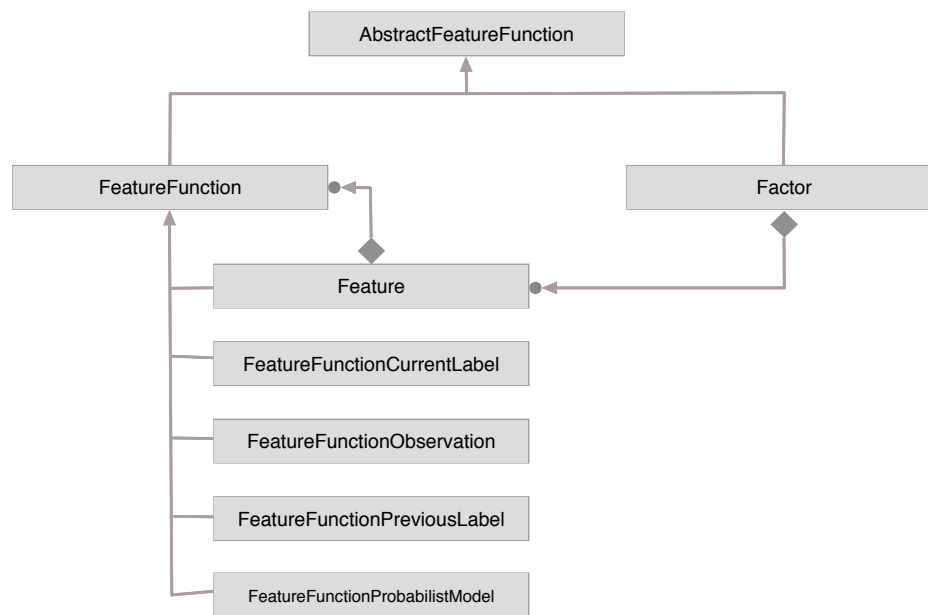 AbstractFeatureFunction
FeatureFunction
Factor
Feature
FeatureFunctionCurrentLabel
FeatureFunctionObservation
FeatureFunctionPreviousLabel
FeatureFunctionProbabilistModel